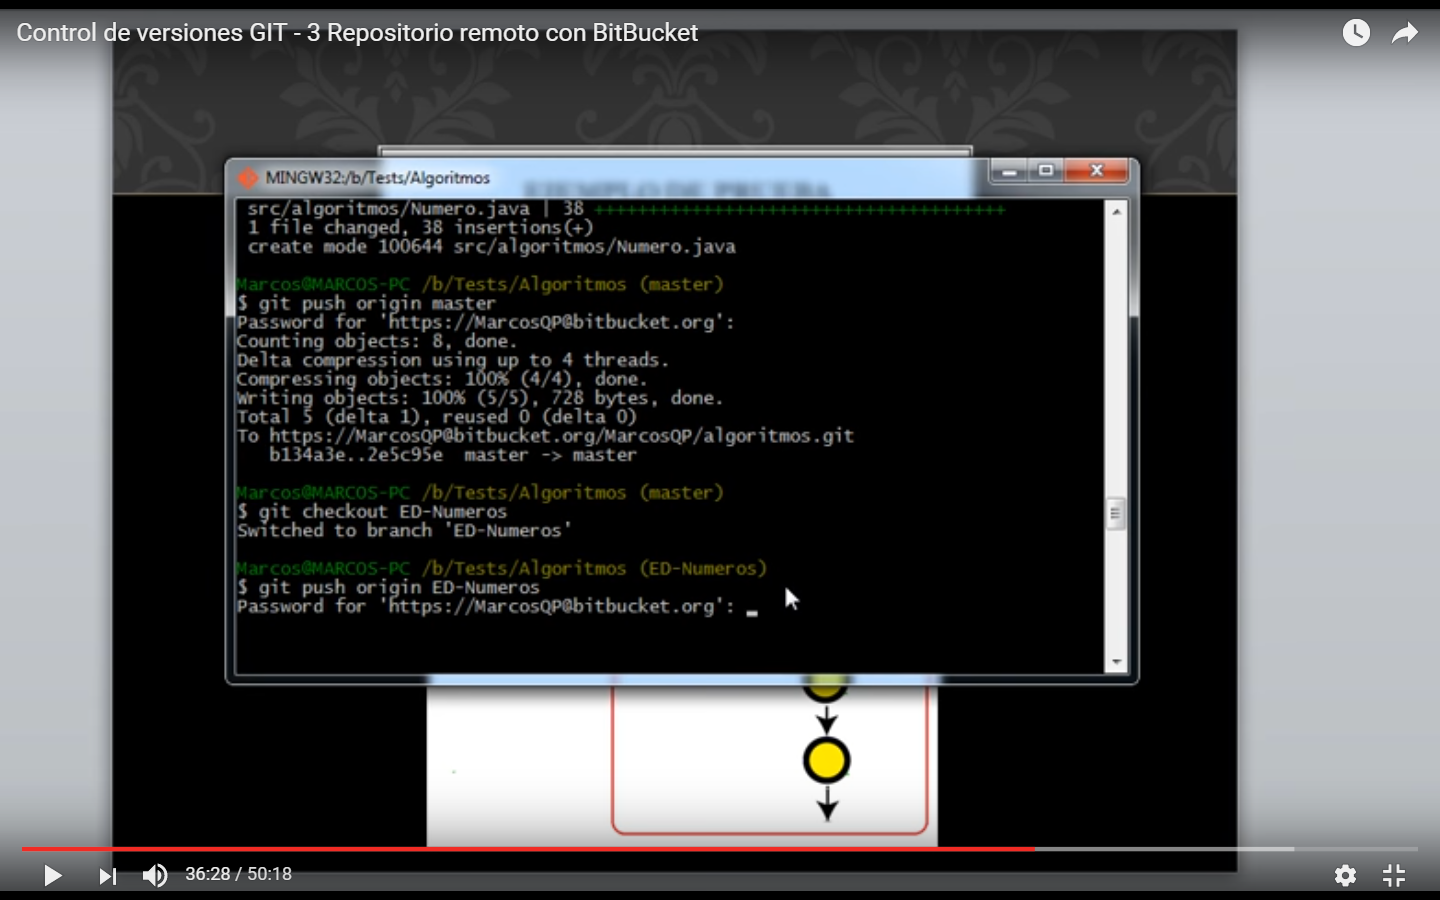 Control de versiones GIT - 3 Repositorio remoto con BitBucket
EJEMPLO DE PRUEBA
MINGW32:/b/Tests/Algoritmos
src/algoritmos/Numero.java | 38 ++++++++++++++++++++++++++++++++++++++
1 file changed, 38 insertions(+)
create mode 100644 src/algoritmos/Numero.java
Marcos@MARCOS-PC /b/Tests/Algoritmos (master)
$ git push origin master
Password for 'https://MarcosQP@bitbucket.org':
Counting objects: 8, done.
Delta compression using up to 4 threads.
Compressing objects: 100% (4/4), done.
Writing objects: 100% (5/5), 728 bytes, done.
Total 5 (delta 1), reused 0 (delta 0)
To https://MarcosQP@bitbucket.org/MarcosQP/algoritmos.git
b134a3e..2e5c95e  master -> master
Marcos@MARCOS-PC /b/Tests/Algoritmos (master)
$ git checkout ED-Numeros
Switched to branch 'ED-Numeros'
Marcos@MARCOS-PC /b/Tests/Algoritmos (ED-Numeros)
$ git push origin ED-Numeros
Password for 'https://MarcosQP@bitbucket.org': _
36:28 / 50:18